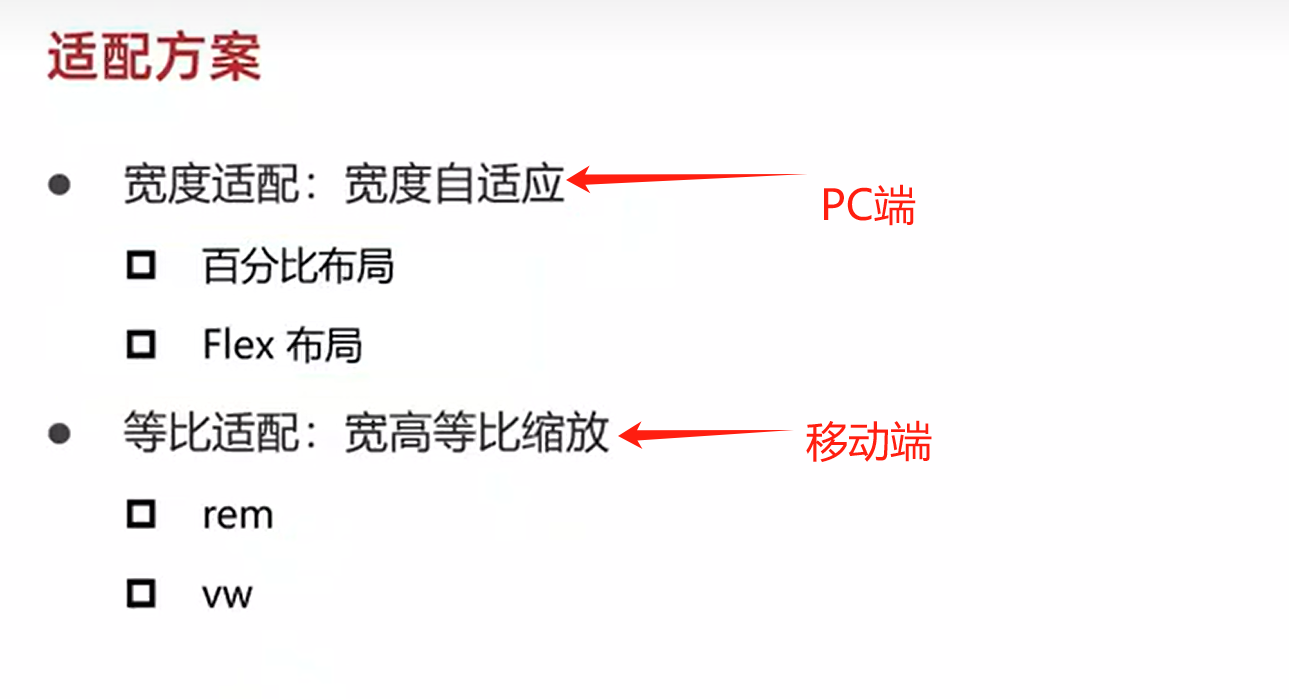 适配方案
宽度适配：宽度自适应
PC端
百分比布局
Flex 布局
等比适配：宽高等比缩放
移动端
rem
vw